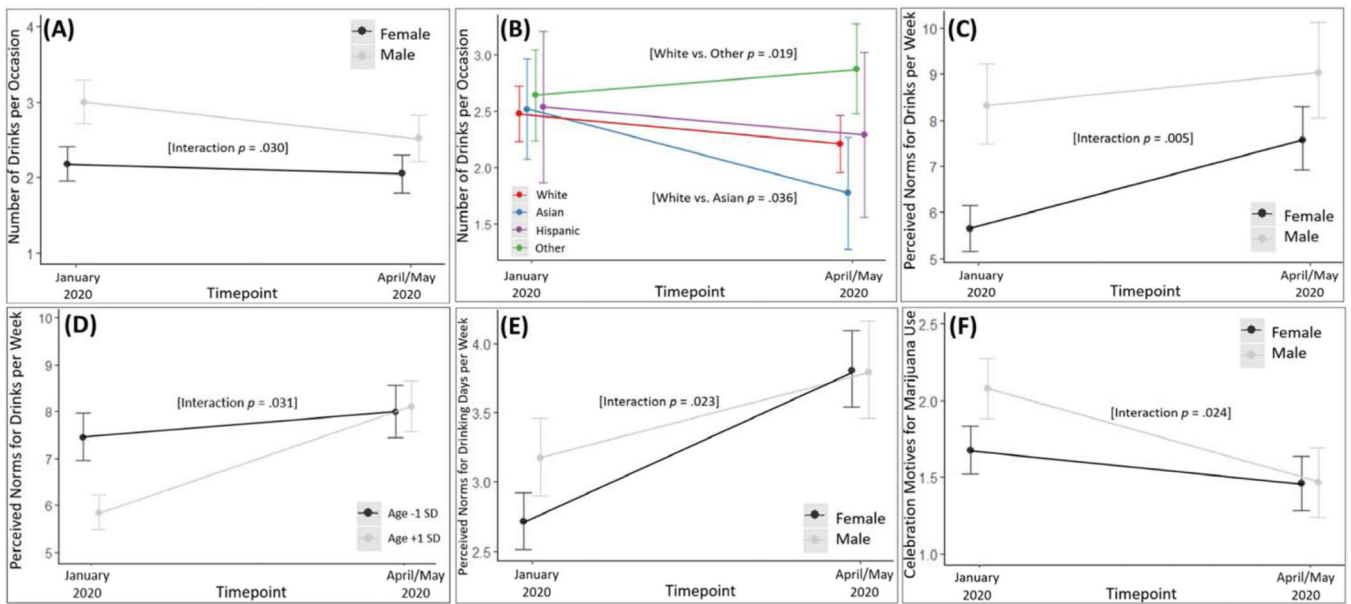 (A)
Number of Drinks per Occasion
4
3
2
1
Female
Male
[Interaction p = .030]
January
2020
Timepoint
April/May
2020
(B)
Number of Drinks per Occasion
3.0
2.5
2.0
1.5
[White vs. Other p = .019]
[White vs. Asian p = .036]
White
Asian
Hispanic
Other
January
2020
Timepoint
April/May
2020
(C)
Perceived Norms for Drinks per Week
10
9
8
7
6
5
[Interaction p = .005]
Female
Male
January
2020
Timepoint
April/May
2020
(D)
Perceived Norms for Drinks per Week
10
9
8
7
6
5
[Interaction p = .031]
Age -1 SD
Age +1 SD
January
2020
Timepoint
April/May
2020
(E)
Perceived Norms for Drinking Days per Week
4.0
3.5
3.0
2.5
[Interaction p = .023]
Female
Male
January
2020
Timepoint
April/May
2020
(F)
Celebration Motives for Marijuana Use
2.5
2.0
1.5
1.0
Female
Male
[Interaction p = .024]
January
2020
Timepoint
April/May
2020